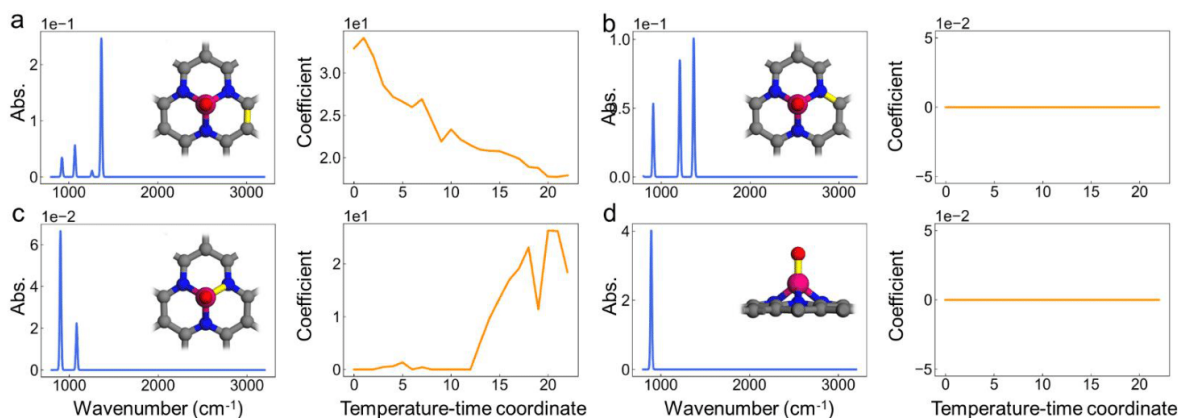 a
1e−1
Abs.
2
1
0
1000 2000 3000
1e1
Coefficient
3.0
2.0
0 5 10 15 20
b
1e−1
Abs.
1.0
0.5
0.0
1000 2000 3000
5 1e−2
Coefficient
0
−5
0 5 10 15 20
c
1e−2
Abs.
6
4
2
0
1000 2000 3000
Wavenumber (cm⁻¹)
1e1
Coefficient
2
1
0
0 5 10 15 20
Temperature-time coordinate
d
Abs.
4
2
0
1000 2000 3000
Wavenumber (cm⁻¹)
5 1e−2
Coefficient
0
−5
0 5 10 15 20
Temperature-time coordinate